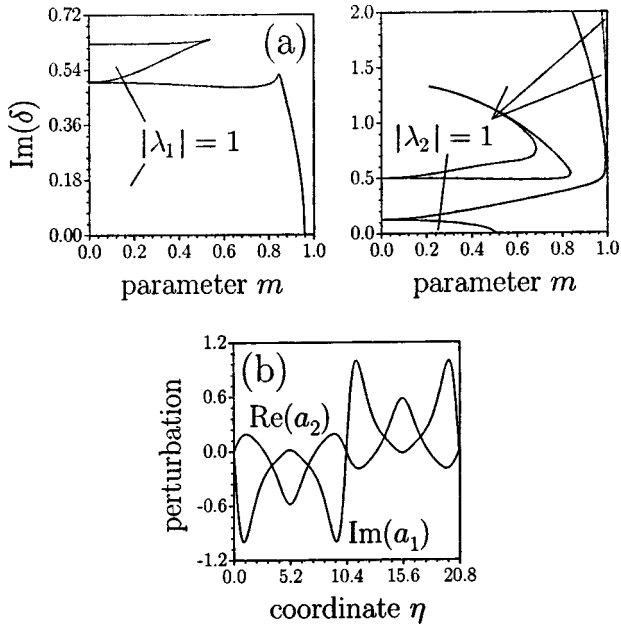 0.72
0.54
0.36
0.18
0.00
Im(δ)
(a)
|λ₁| = 1
0.0 0.2 0.4 0.6 0.8 1.0
parameter m
2.0
1.5
1.0
0.5
0.0
|λ₂| = 1
0.0 0.2 0.4 0.6 0.8 1.0
parameter m
1.2
0.6
0.0
-0.6
-1.2
perturbation
(b)
Re(a₂)
Im(a₁)
0.0 5.2 10.4 15.6 20.8
coordinate η